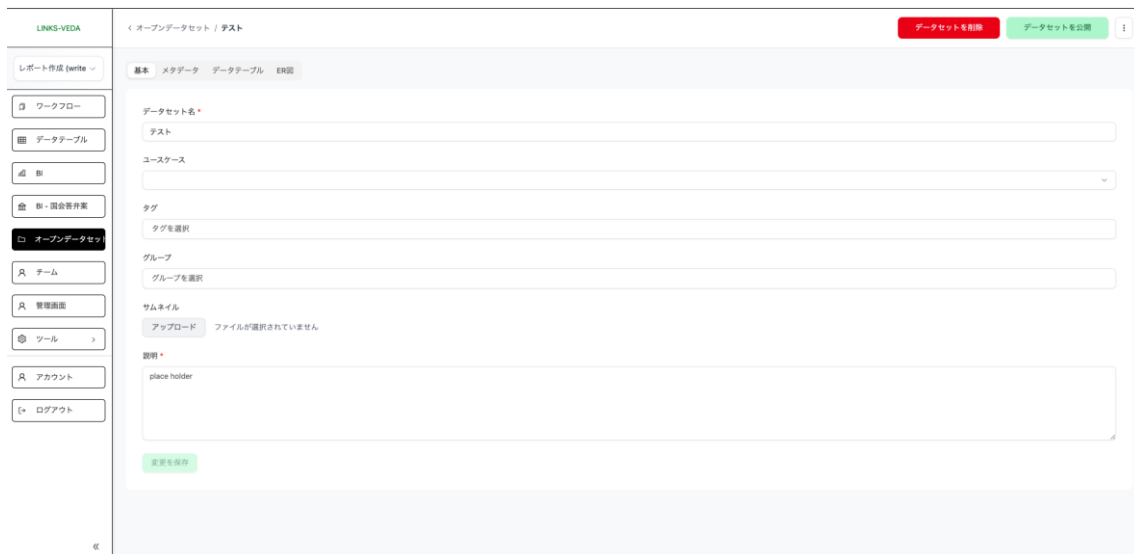 LINKS-VEDA
オープンデータセット / テスト
データセットを削除
データセットを公開
レポート作成 (write
基本 メタデータ データテーブル ER図
ワークフロー
データテーブル
BI
BI - 国会答弁案
オープンデータセット
チーム
管理画面
ツール
アカウント
ログアウト
データセット名 *
テスト
ユースケース
タグ
タグを選択
グループ
グループを選択
サムネイル
アップロード ファイルが選択されていません
説明 *
place holder
変更を保存